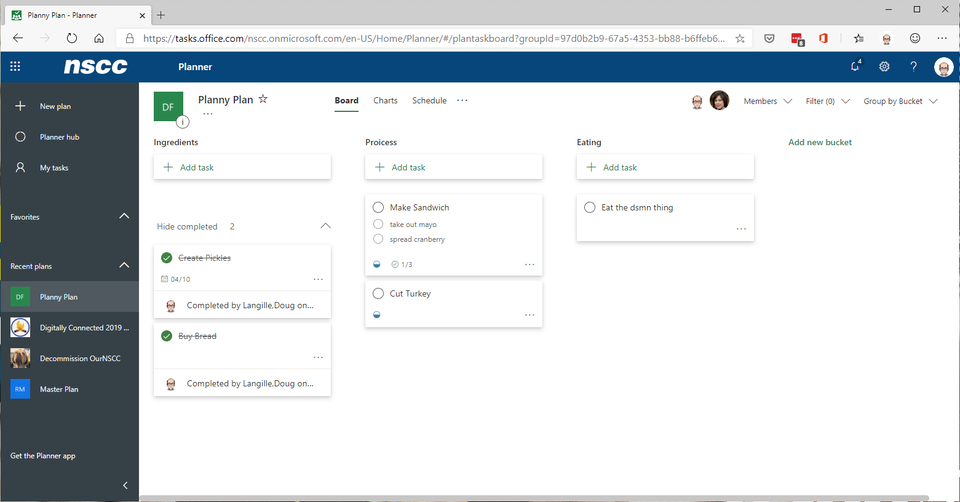 Planny Plan - Planner
https://tasks.office.com/nscc.onmicrosoft.com/en-US/Home/Planner/#/plantaskboard?groupId=97d0b2b9-67a5-4353-bb88-b6ffeb6...
nscc
Planner
4
New plan
Planner hub
My tasks
Favorites
Recent plans
DF Planny Plan
Digitally Connected 2019 ...
Decommission OurNSCC
RM Master Plan
Get the Planner app
DF
Planny Plan
Board Charts Schedule
Members Filter (0) Group by Bucket
Ingredients
Add task
Hide completed 2
Create Pickles
04/10
Completed by Langille.Doug on...
Buy Bread
Completed by Langille.Doug on...
Proicess
Add task
Make Sandwich
take out mayo
spread cranberry
1/3
Cut Turkey
Eating
Add task
Eat the dsmn thing
Add new bucket